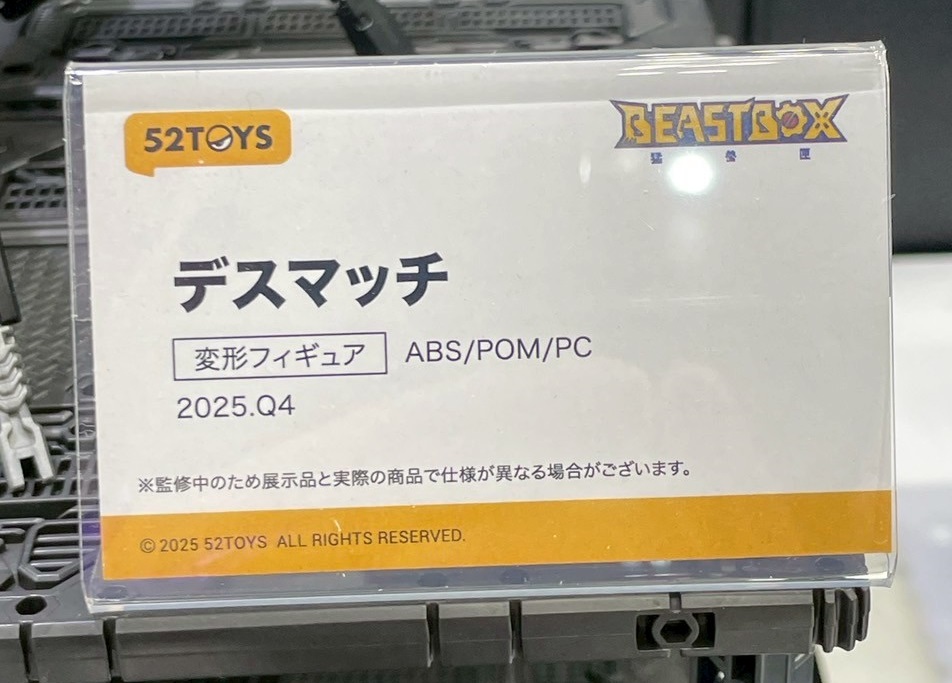 52TOYS
BEASTBOX
猛獣匣
デスマッチ
変形フィギュア ABS/POM/PC
2025.Q4
※監修中のため展示品と実際の商品で仕様が異なる場合がございます。
© 2025 52TOYS ALL RIGHTS RESERVED.